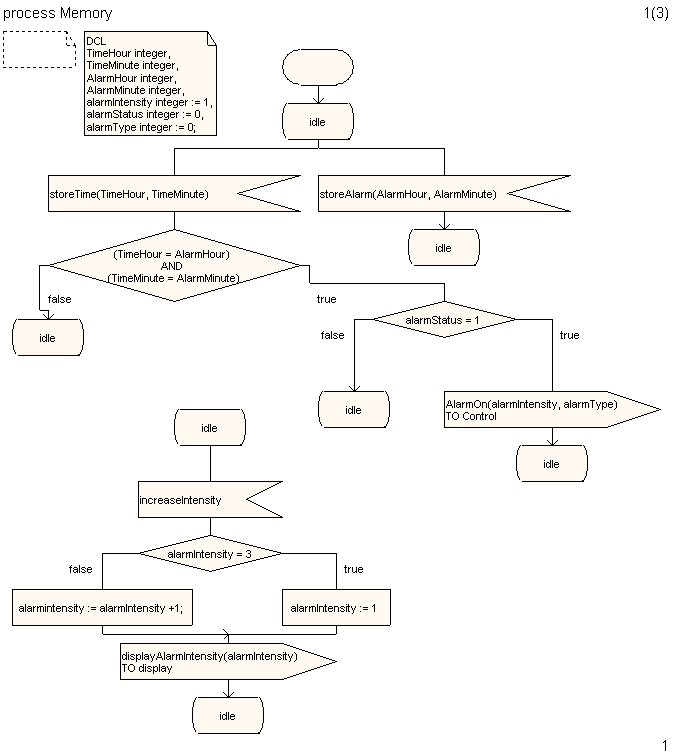 process Memory
1(3)
DCL
TimeHour integer,
TimeMinute integer,
AlarmHour integer,
AlarmMinute integer,
alarmIntensity integer := 1,
alarmStatus integer := 0,
alarmType integer := 0;
idle
storeTime(TimeHour, TimeMinute)
storeAlarm(AlarmHour, AlarmMinute)
idle
(TimeHour = AlarmHour)
AND
(TimeMinute = AlarmMinute)
false
true
idle
alarmStatus = 1
false
true
idle
AlarmOn(alarmIntensity, alarmType)
TO Control
idle
idle
increaseIntensity
alarmIntensity = 3
false
true
alarmintensity := alarmIntensity +1;
alarmIntensity := 1
displayAlarmIntensity(alarmIntensity)
TO display
idle
1